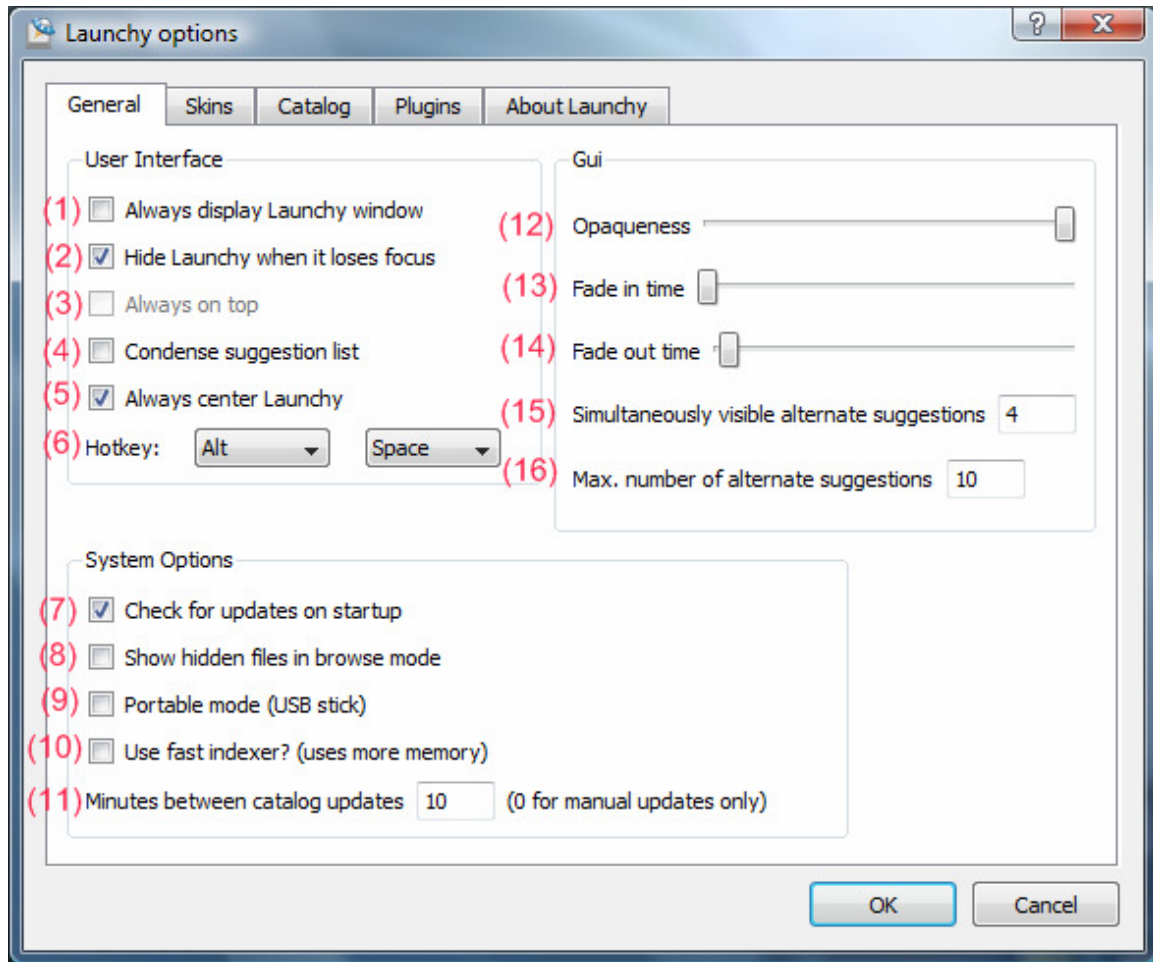 Launchy options
General Skins Catalog Plugins About Launchy
User Interface
(1) Always display Launchy window
(2) Hide Launchy when it loses focus
(3) Always on top
(4) Condense suggestion list
(5) Always center Launchy
(6) Hotkey: Alt Space
Gui
(12) Opaqueness
(13) Fade in time
(14) Fade out time
(15) Simultaneously visible alternate suggestions 4
(16) Max. number of alternate suggestions 10
System Options
(7) Check for updates on startup
(8) Show hidden files in browse mode
(9) Portable mode (USB stick)
(10) Use fast indexer? (uses more memory)
(11) Minutes between catalog updates 10 (0 for manual updates only)
OK Cancel